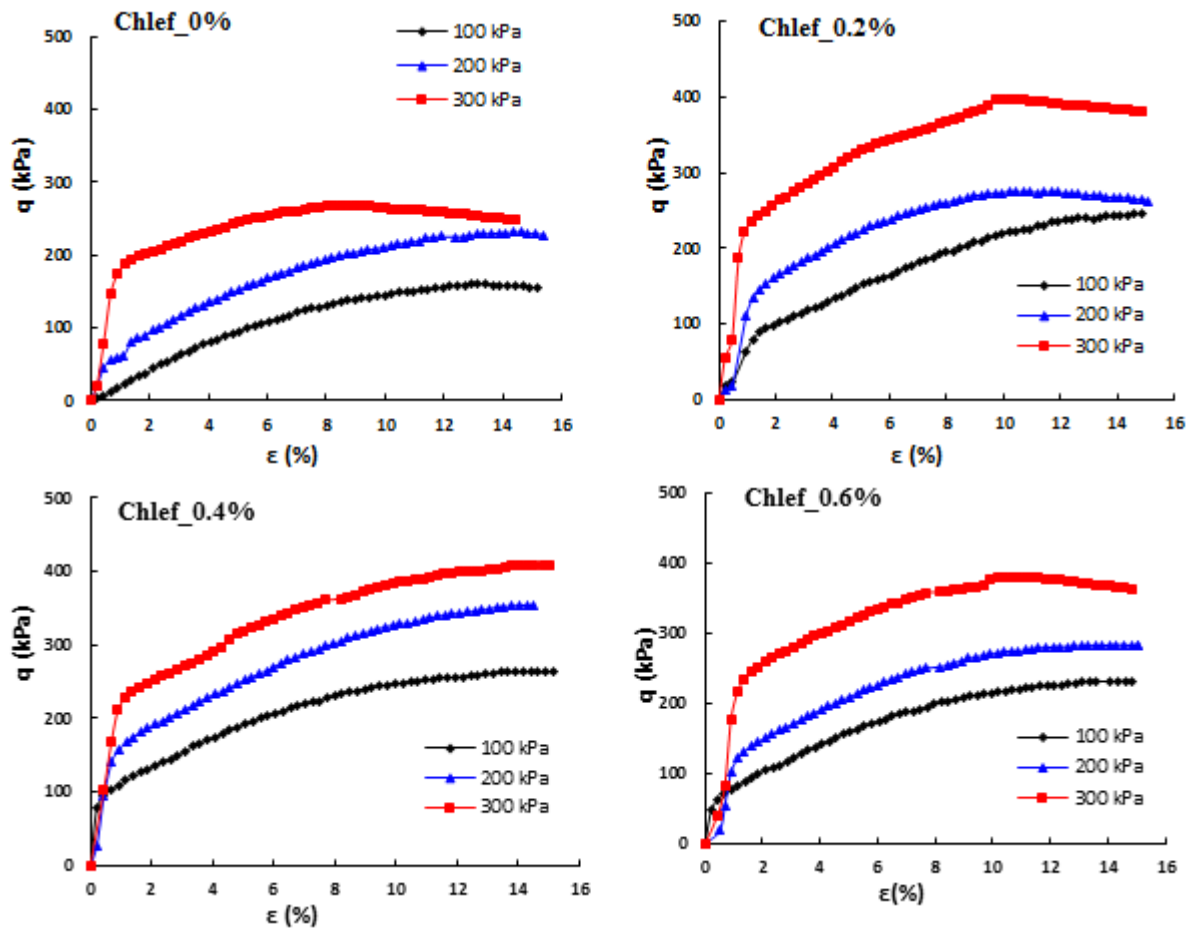 Chlef_0%
500
400
300
200
100
0
q (kPa)
0 2 4 6 8 10 12 14 16
ε (%)
100 kPa
200 kPa
300 kPa
Chlef_0.2%
500
400
300
200
100
0
q (kPa)
0 2 4 6 8 10 12 14 16
ε (%)
100 kPa
200 kPa
300 kPa
Chlef_0.4%
500
400
300
200
100
0
q (kPa)
0 2 4 6 8 10 12 14 16
ε (%)
100 kPa
200 kPa
300 kPa
Chlef_0.6%
500
400
300
200
100
0
q (kPa)
0 2 4 6 8 10 12 14 16
ε(%)
100 kPa
200 kPa
300 kPa